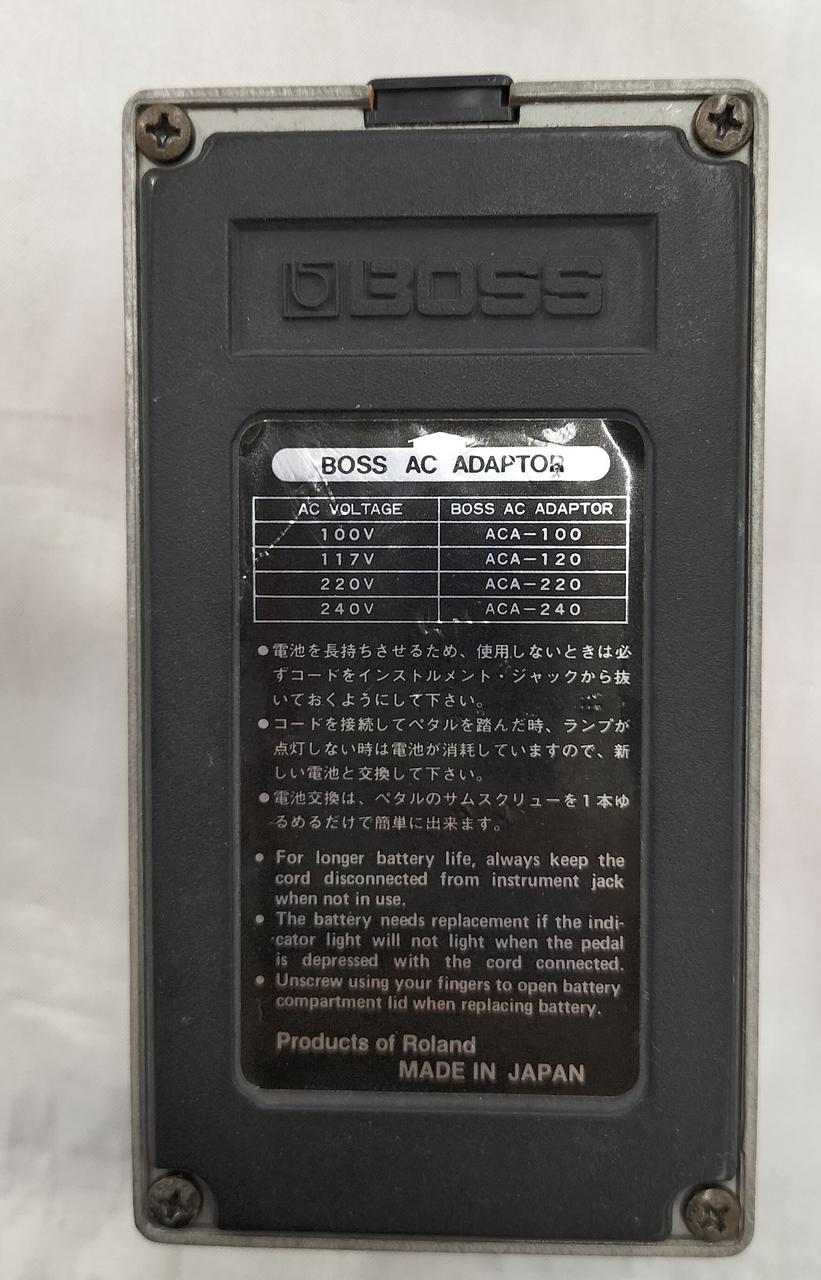 BOSS
BOSS AC ADAPTOR
AC VOLTAGE BOSS AC ADAPTOR
100V ACA-100
117V ACA-120
220V ACA-220
240V ACA-240
●電池を長持ちさせるため、使用しないときは必
ずコードをインストルメント・ジャックから抜
いておくようにして下さい。
●コードを接続してペタルを踏んだ時、ランプが
点灯しない時は電池が消耗していますので、新
しい電池と交換して下さい。
●電池交換は、ペタルのサムスクリューを1本ゆ
るめるだけで簡単に出来ます。
● For longer battery life, always keep the
cord disconnected from instrument jack
when not in use.
● The battery needs replacement if the indi-
cator light will not light when the pedal
is depressed with the cord connected.
● Unscrew using your fingers to open battery
compartment lid when replacing battery.
Products of Roland
MADE IN JAPAN